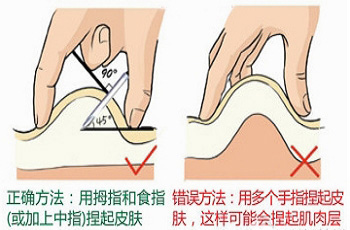 90°
45°
正确方法：用拇指和食指
(或加上中指)捏起皮肤
错误方法：用多个手指捏起皮
肤，这样可能会捏起肌肉层